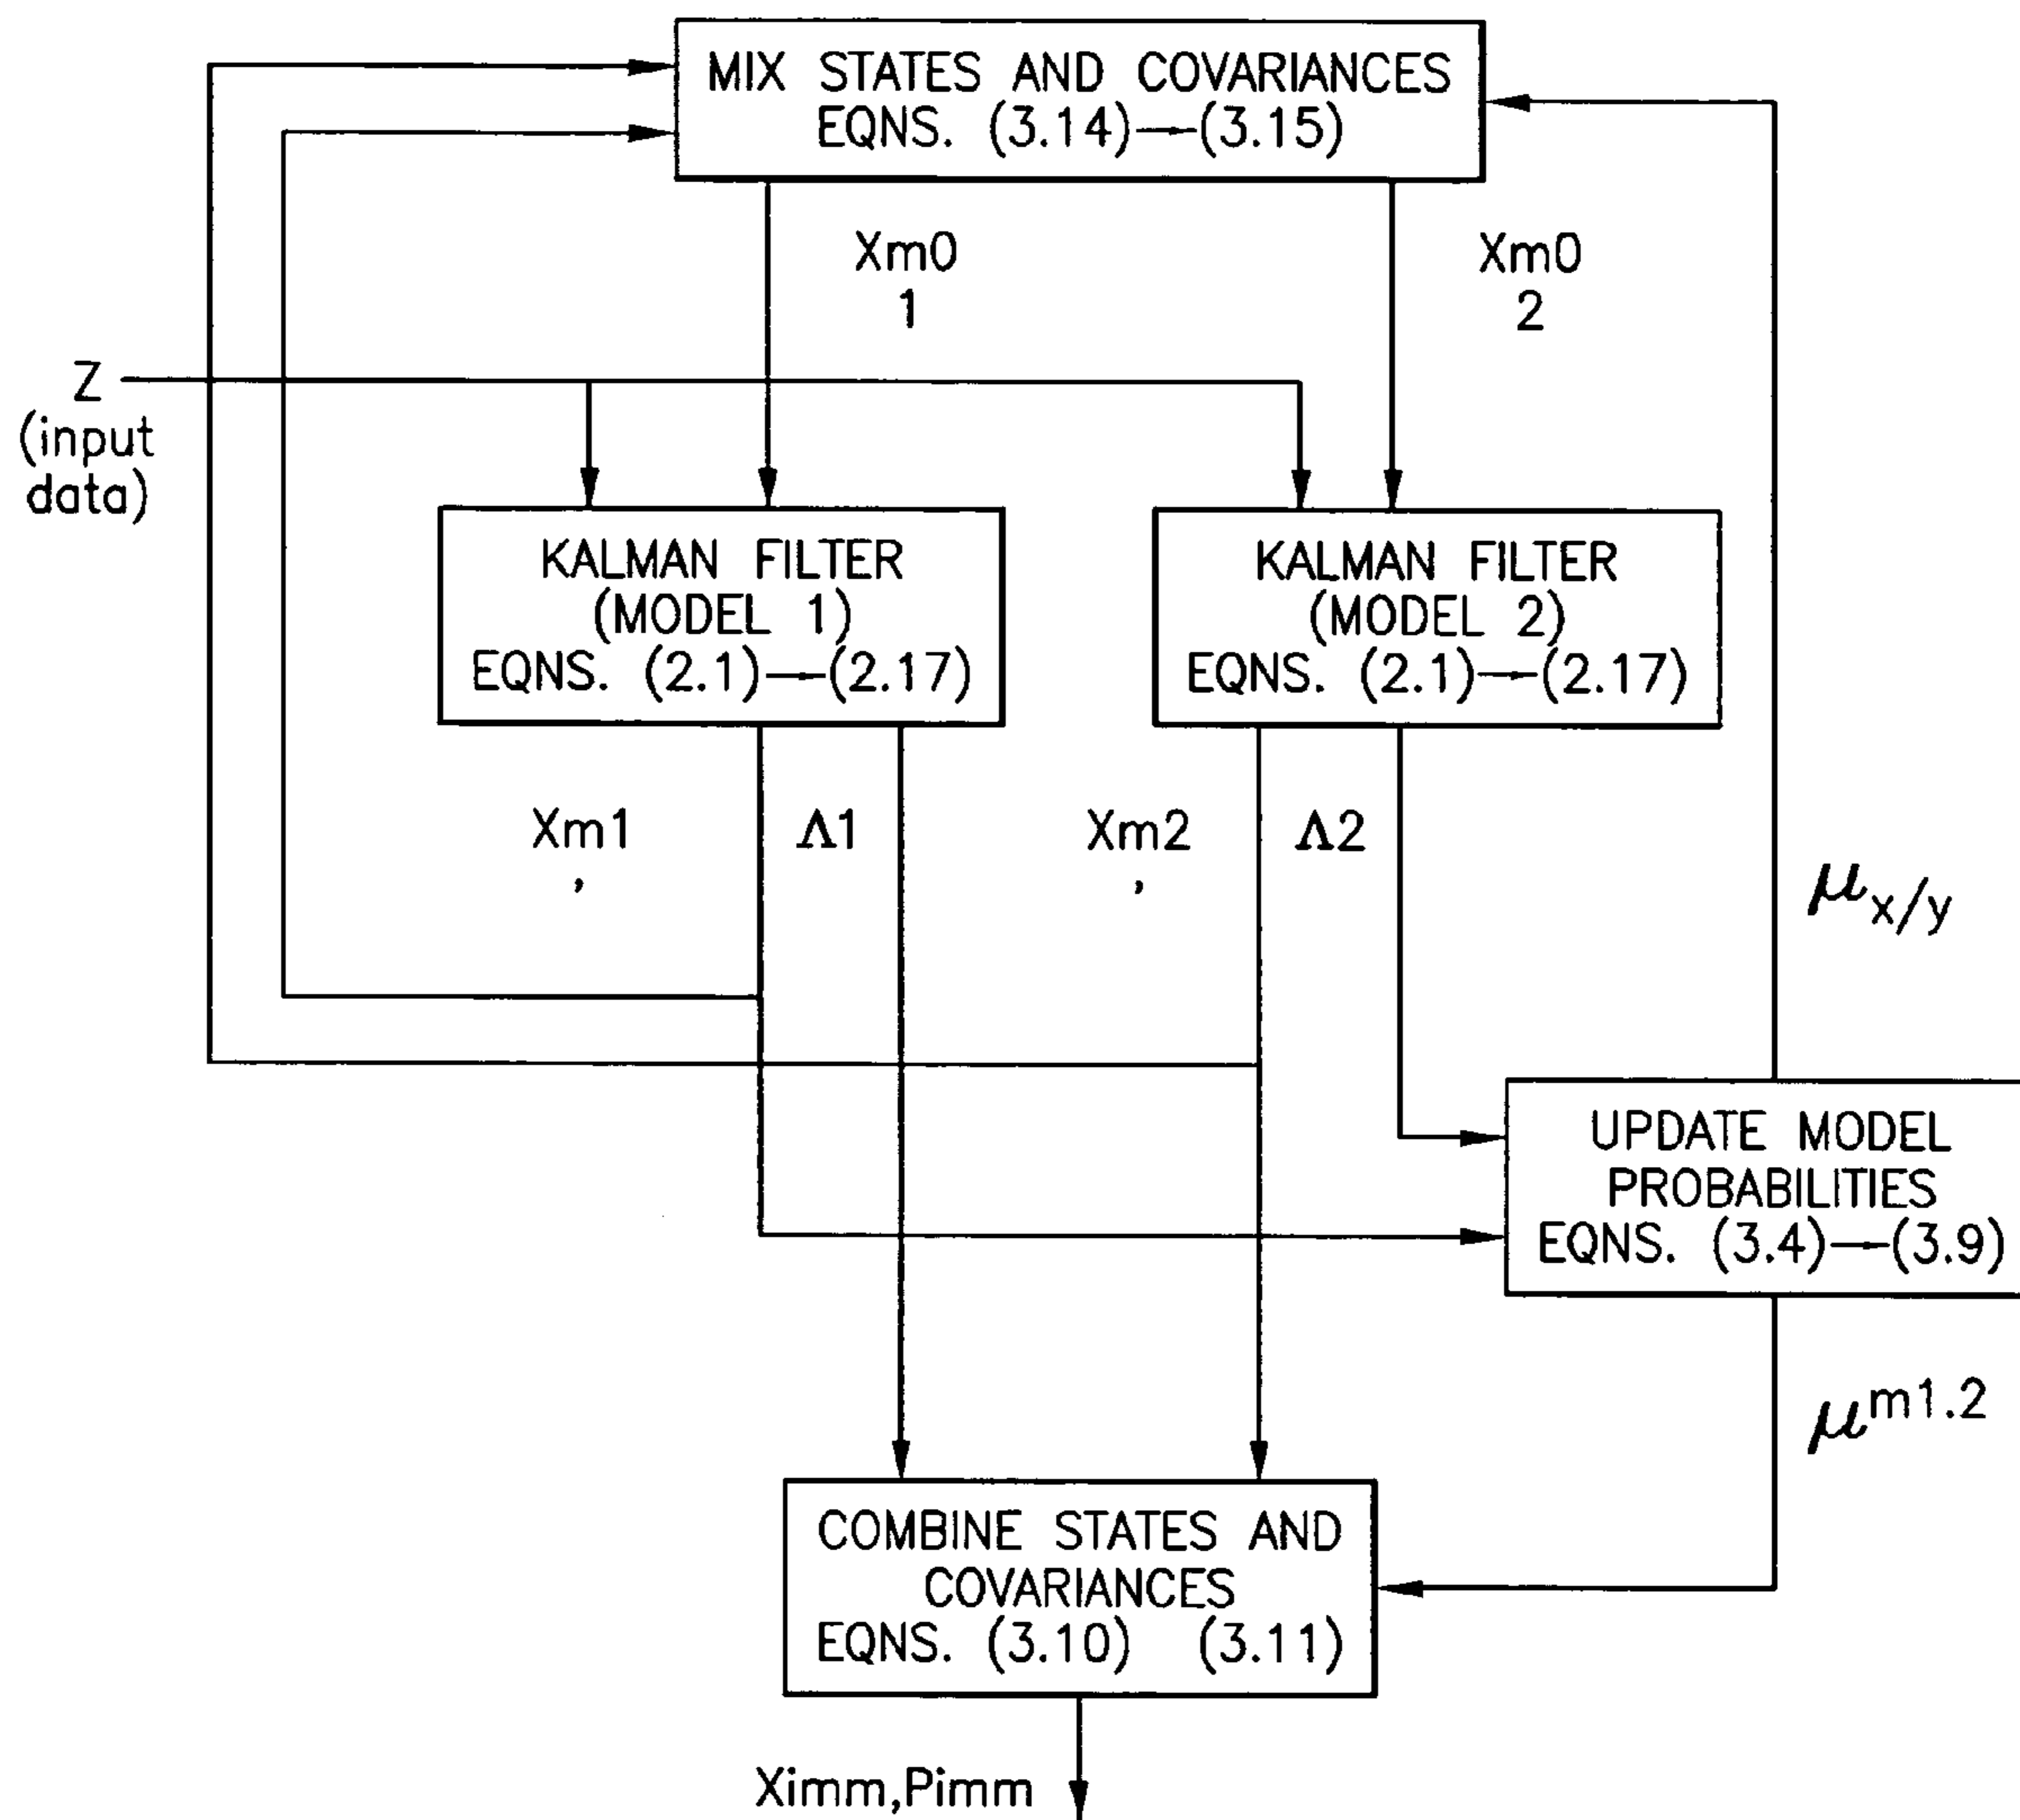 MIX STATES AND COVARIANCES
EQNS. (3.14)→(3.15)
Xm0
1
Xm0
2
Z
(input
data)
KALMAN FILTER
(MODEL 1)
EQNS. (2.1)→(2.17)
KALMAN FILTER
(MODEL 2)
EQNS. (2.1)→(2.17)
Xm1
,
Λ1
Xm2
,
Λ2
μx/y
UPDATE MODEL
PROBABILITIES
EQNS. (3.4)→(3.9)
μm1.2
COMBINE STATES AND
COVARIANCES
EQNS. (3.10) (3.11)
Ximm,Pimm